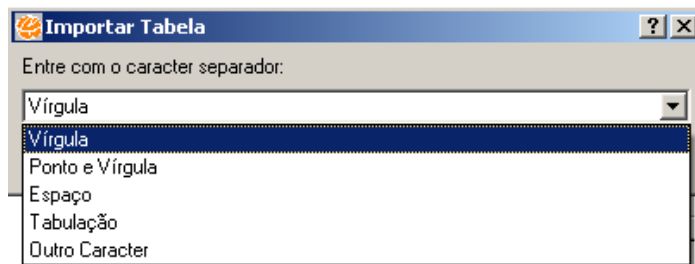 Importar Tabela
Entre com o caracter separador:
Vírgula
Vírgula
Ponto e Vírgula
Espaço
Tabulação
Outro Caracter